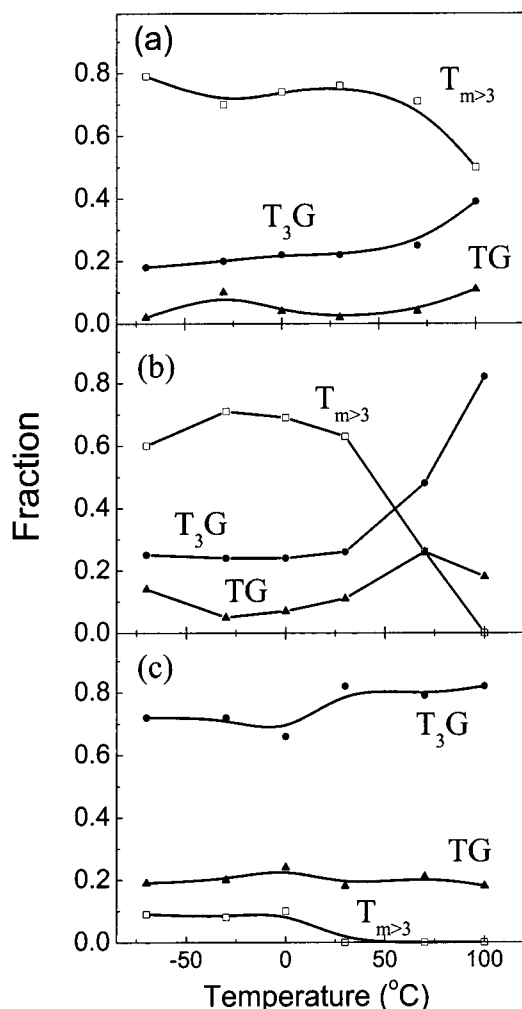 (a)
T_{m>3}
0.8
0.6
0.4
T_3G
0.2
TG
0.0
(b)
0.8
T_{m>3}
0.6
0.4
T_3G
0.2
TG
0.0
(c)
0.8
T_3G
0.6
0.4
TG
0.2
T_{m>3}
0.0
Fraction
-50 0 50 100
Temperature (°C)